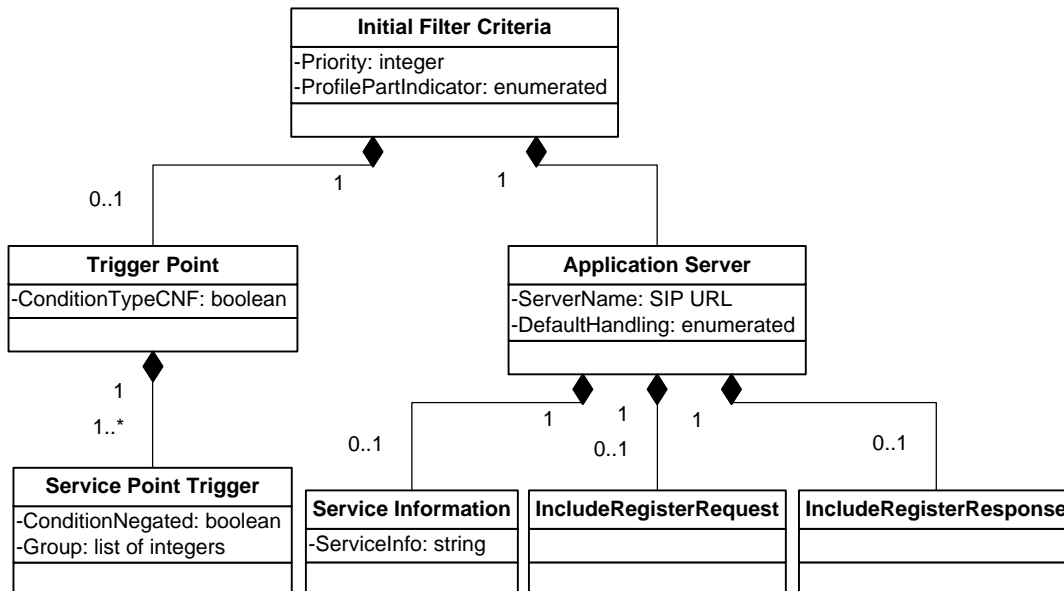 Initial Filter Criteria
-Priority: integer
-ProfilePartIndicator: enumerated
1
1
0..1
Trigger Point
-ConditionTypeCNF: boolean
Application Server
-ServerName: SIP URL
-DefaultHandling: enumerated
1
1..*
1
1
1
0..1
0..1
0..1
Service Point Trigger
-ConditionNegated: boolean
-Group: list of integers
Service Information
-ServiceInfo: string
IncludeRegisterRequest
IncludeRegisterResponse